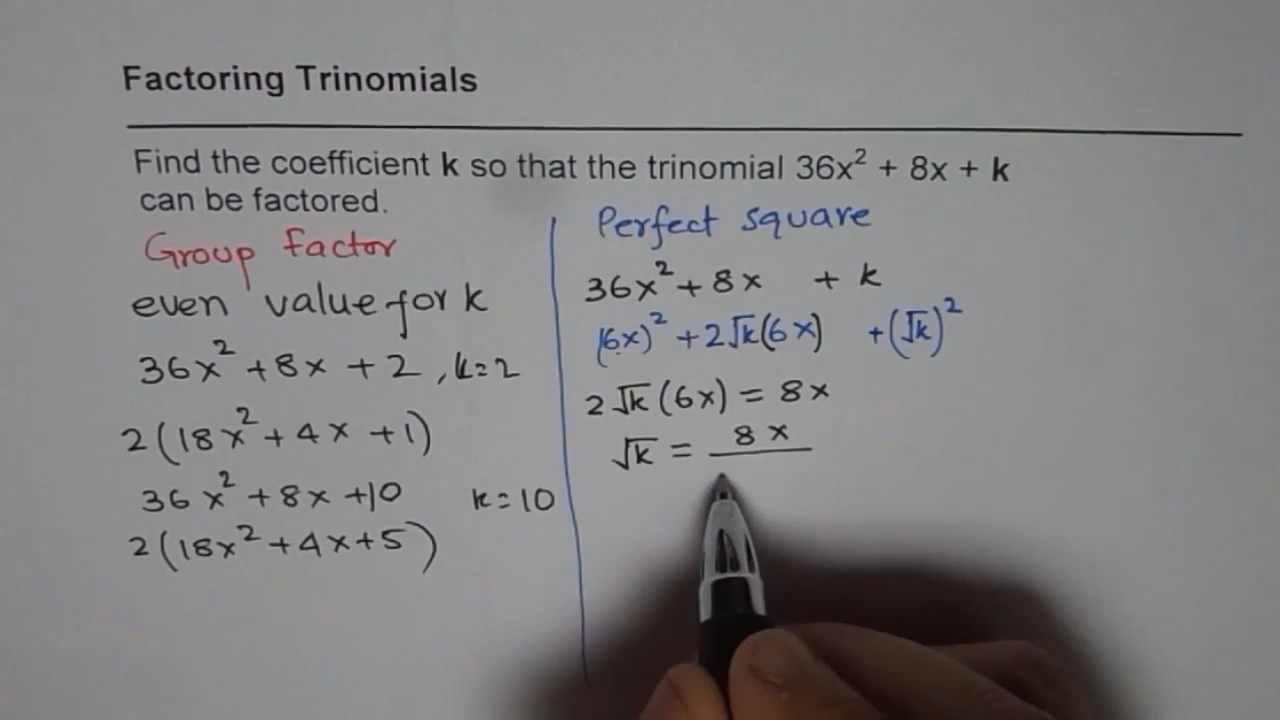 Factoring Trinomials
Find the coefficient k so that the trinomial 36x² + 8x + k
can be factored.
Group factor
even value for k
36x² + 8x + 2 , k=2
2(18x² + 4x + 1)
36x² + 8x + 10 k=10
2(18x² + 4x + 5)
Perfect square
36x² + 8x + k
(6x)² + 2√k(6x) + (√k)²
2√k(6x) = 8x
√k = 8x